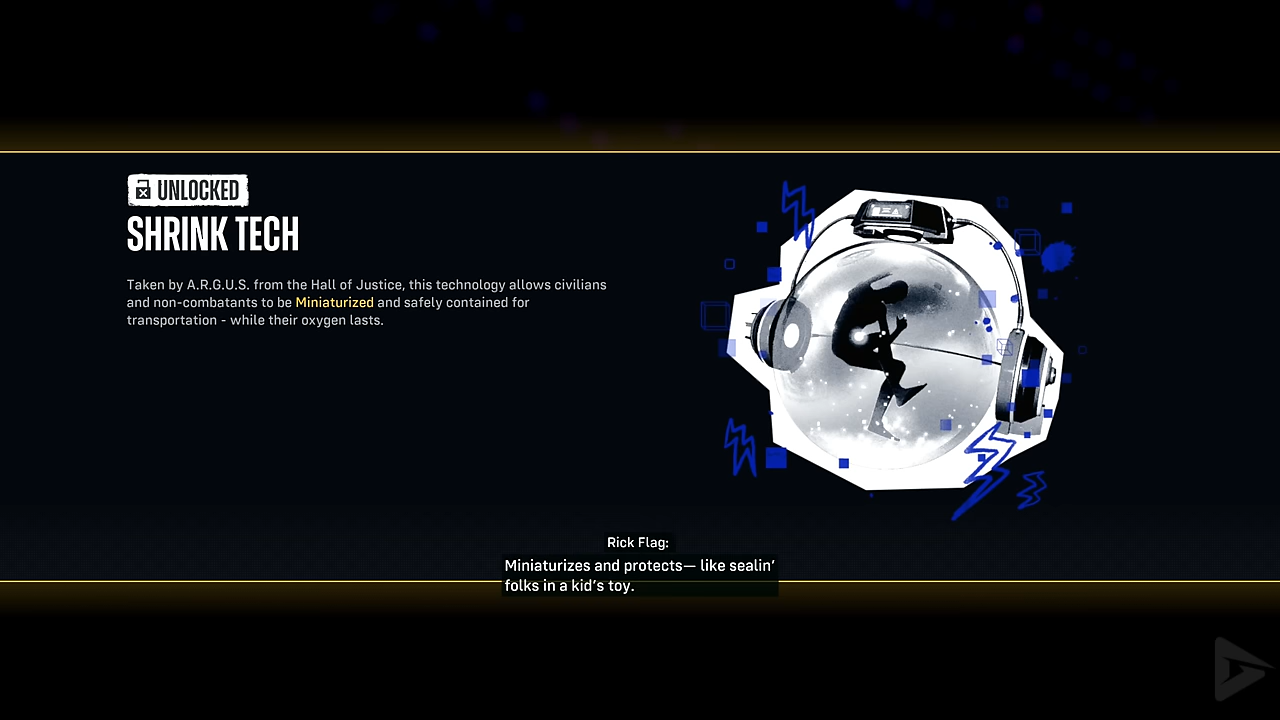 UNLOCKED
SHRINK TECH
Taken by A.R.G.U.S. from the Hall of Justice, this technology allows civilians
and non-combatants to be Miniaturized and safely contained for
transportation - while their oxygen lasts.
Rick Flag:
Miniaturizes and protects— like sealin’
folks in a kid’s toy.